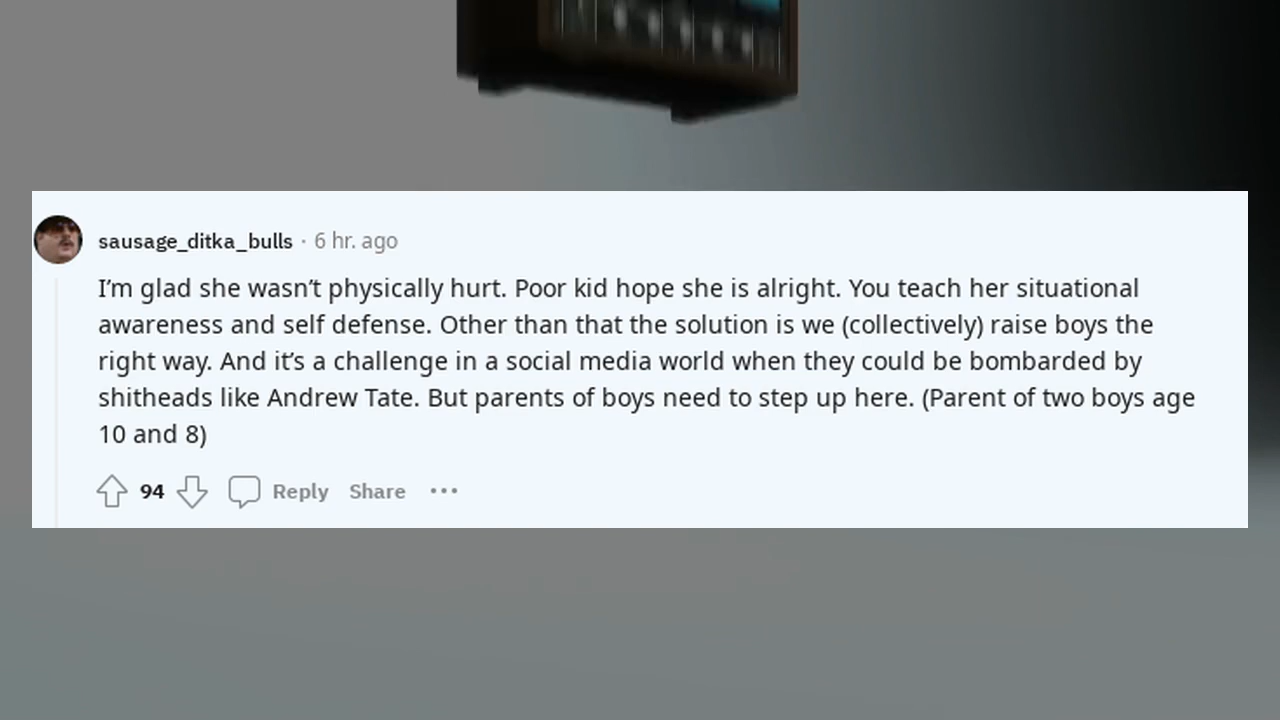 sausage_ditka_bulls · 6 hr. ago
I’m glad she wasn’t physically hurt. Poor kid hope she is alright. You teach her situational
awareness and self defense. Other than that the solution is we (collectively) raise boys the
right way. And it’s a challenge in a social media world when they could be bombarded by
shitheads like Andrew Tate. But parents of boys need to step up here. (Parent of two boys age
10 and 8)
94 Reply Share